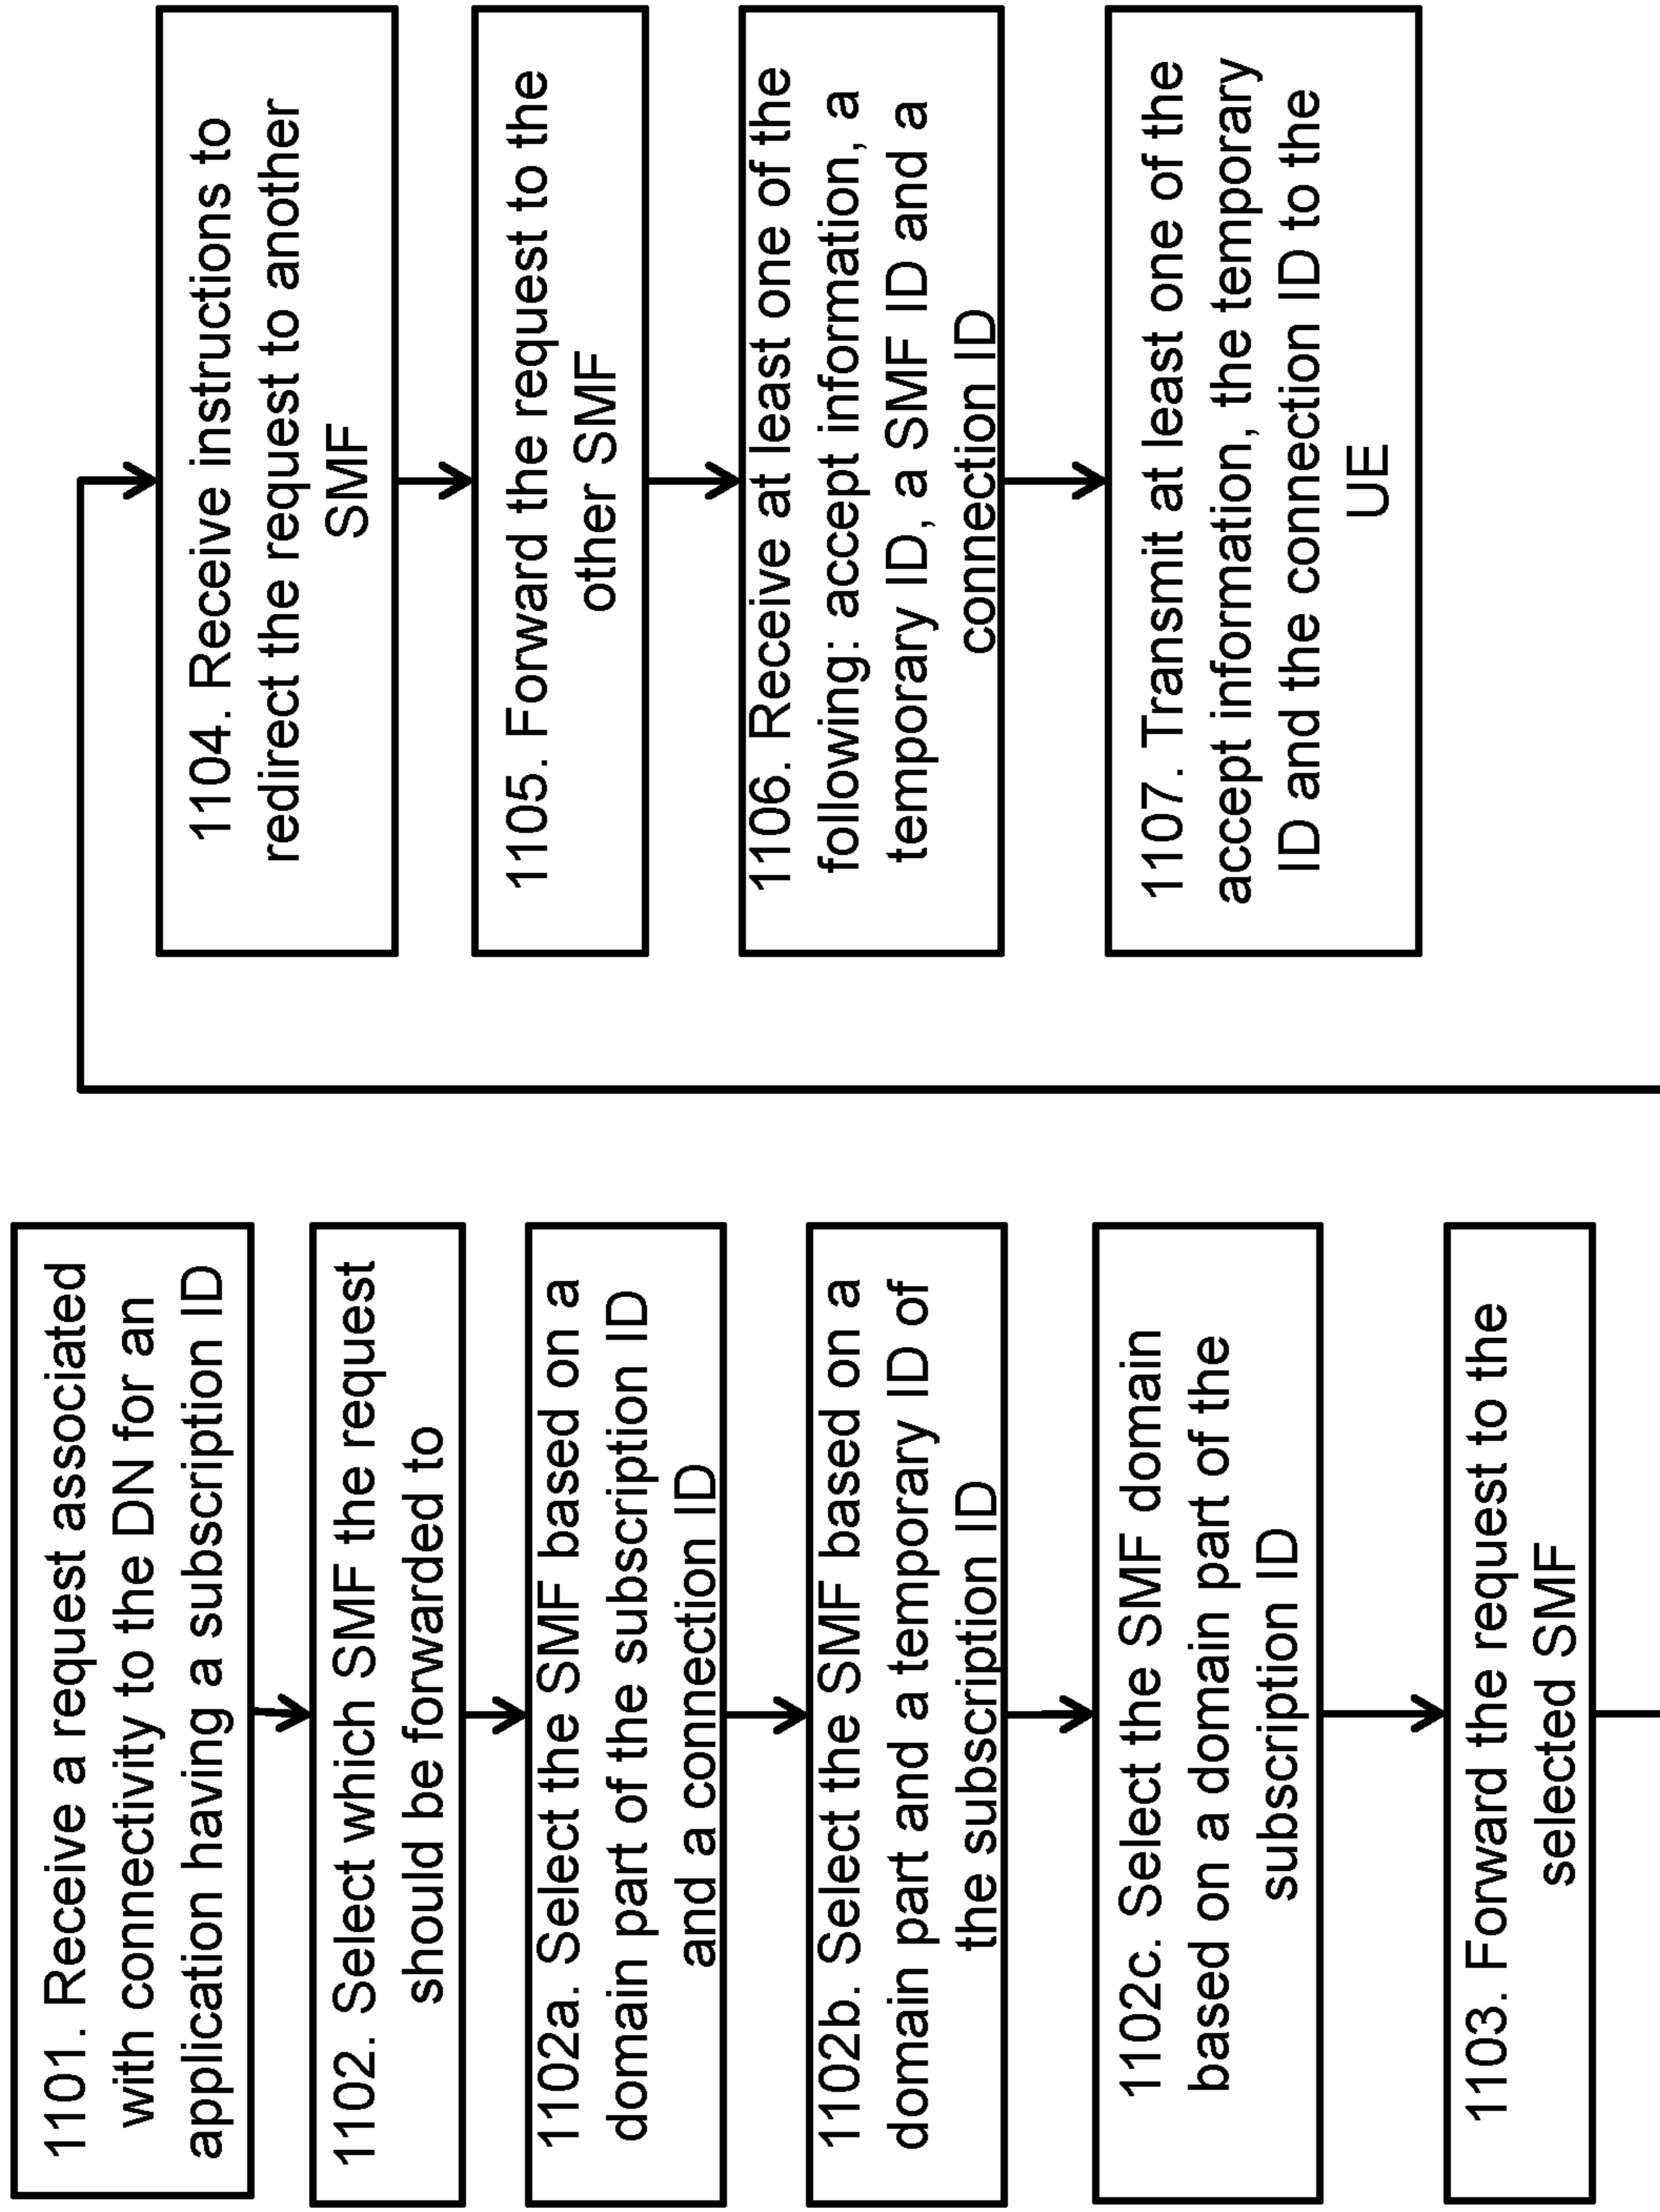 1101. Receive a request associated
with connectivity to the DN for an
application having a subscription ID
1102. Select which SMF the request
should be forwarded to
1102a. Select the SMF based on a
domain part of the subscription ID
and a connection ID
1102b. Select the SMF based on a
domain part and a temporary ID of
the subscription ID
1102c. Select the SMF domain
based on a domain part of the
subscription ID
1103. Forward the request to the
selected SMF
1104. Receive instructions to
redirect the request to another
SMF
1105. Forward the request to the
other SMF
1106. Receive at least one of the
following: accept information, a
temporary ID, a SMF ID and a
connection ID
1107. Transmit at least one of the
accept information, the temporary
ID and the connection ID to the
UE